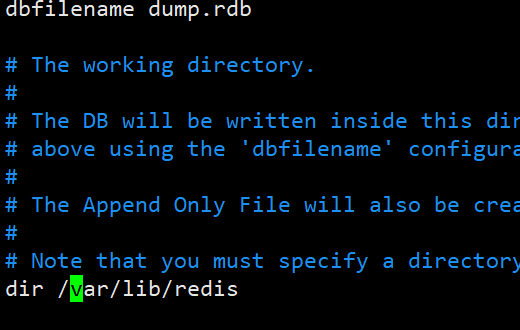 dbfilename dump.rdb
# The working directory.
#
# The DB will be written inside this dir
# above using the 'dbfilename' configura
#
# The Append Only File will also be crea
#
# Note that you must specify a directory
dir /var/lib/redis